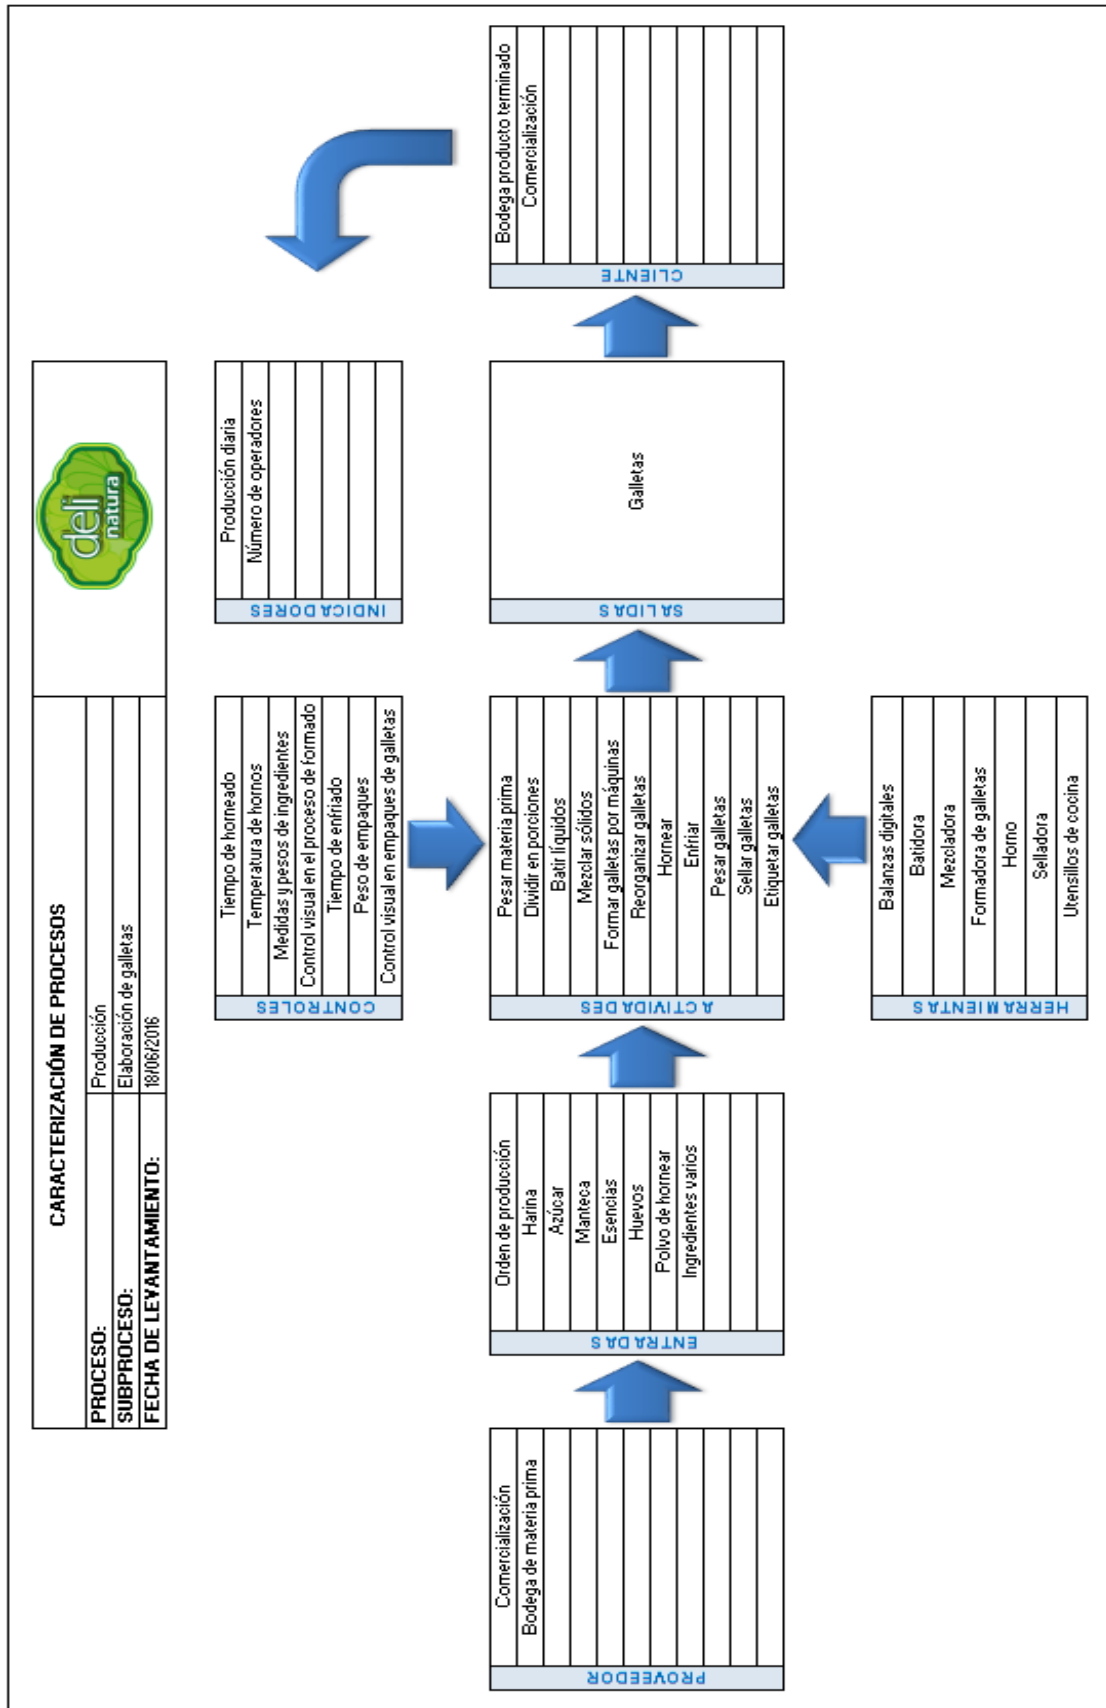 CARACTERIZACIÓN DE PROCESOS
PROCESO: Producción
SUBPROCESO: Elaboración de galletas
FECHA DE LEVANTAMIENTO: 18/06/2016
deli
natura
CONTROLES
Tiempo de horneado
Temperatura de hornos
Medidas y pesos de ingredientes
Control visual en el proceso de formado
Tiempo de enfriado
Peso de empaques
Control visual en empaques de galletas
INDICADORES
Producción diaria
Número de operadores
PROVEEDOR
Comercialización
Bodega de materia prima
ENTRADAS
Orden de producción
Harina
Azúcar
Manteca
Esencias
Huevos
Polvo de hornear
Ingredientes varios
ACTIVIDADES
Pesar materia prima
Dividir en porciones
Batir líquidos
Mezclar sólidos
Formar galletas por máquinas
Reorganizar galletas
Hornear
Enfriar
Pesar galletas
Sellar galletas
Etiquetar galletas
SALIDAS
Galletas
CLIENTE
Bodega producto terminado
Comercialización
HERRAMIENTAS
Balanzas digitales
Batidora
Mezcladora
Formadora de galletas
Horno
Selladora
Utensillos de cocina